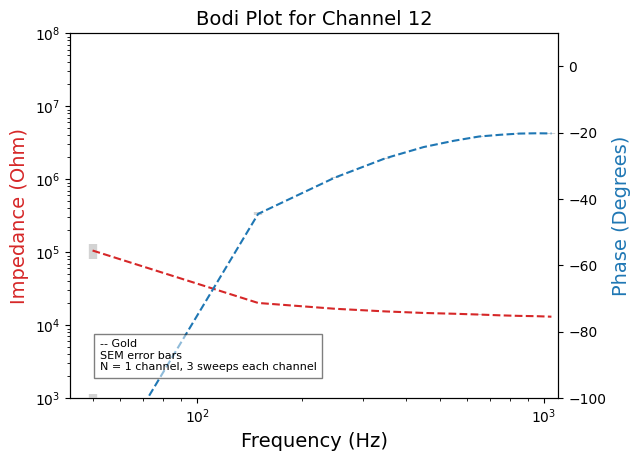 Bodi Plot for Channel 12
Impedance (Ohm)
10^8
10^7
10^6
10^5
10^4
10^3
-- Gold
SEM error bars
N = 1 channel, 3 sweeps each channel
10^2
10^3
Frequency (Hz)
0
−20
−40
−60
−80
−100
Phase (Degrees)